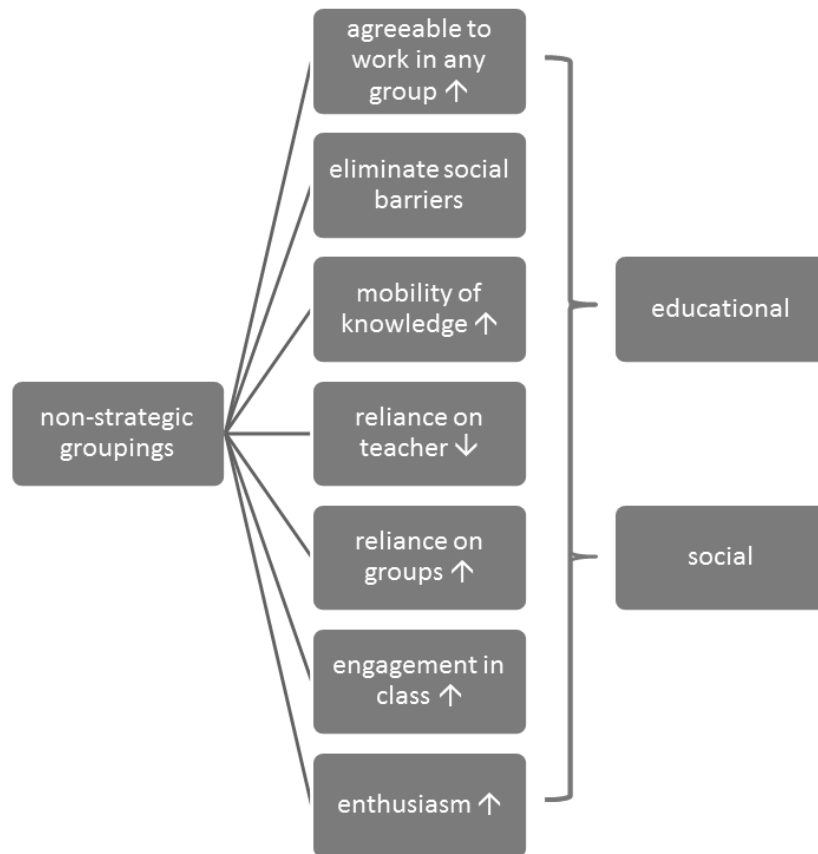 agreeable to
work in any
group ↑
eliminate social
barriers
mobility of
knowledge ↑
educational
non-strategic
groupings
reliance on
teacher ↓
reliance on
groups ↑
social
engagement in
class ↑
enthusiasm ↑